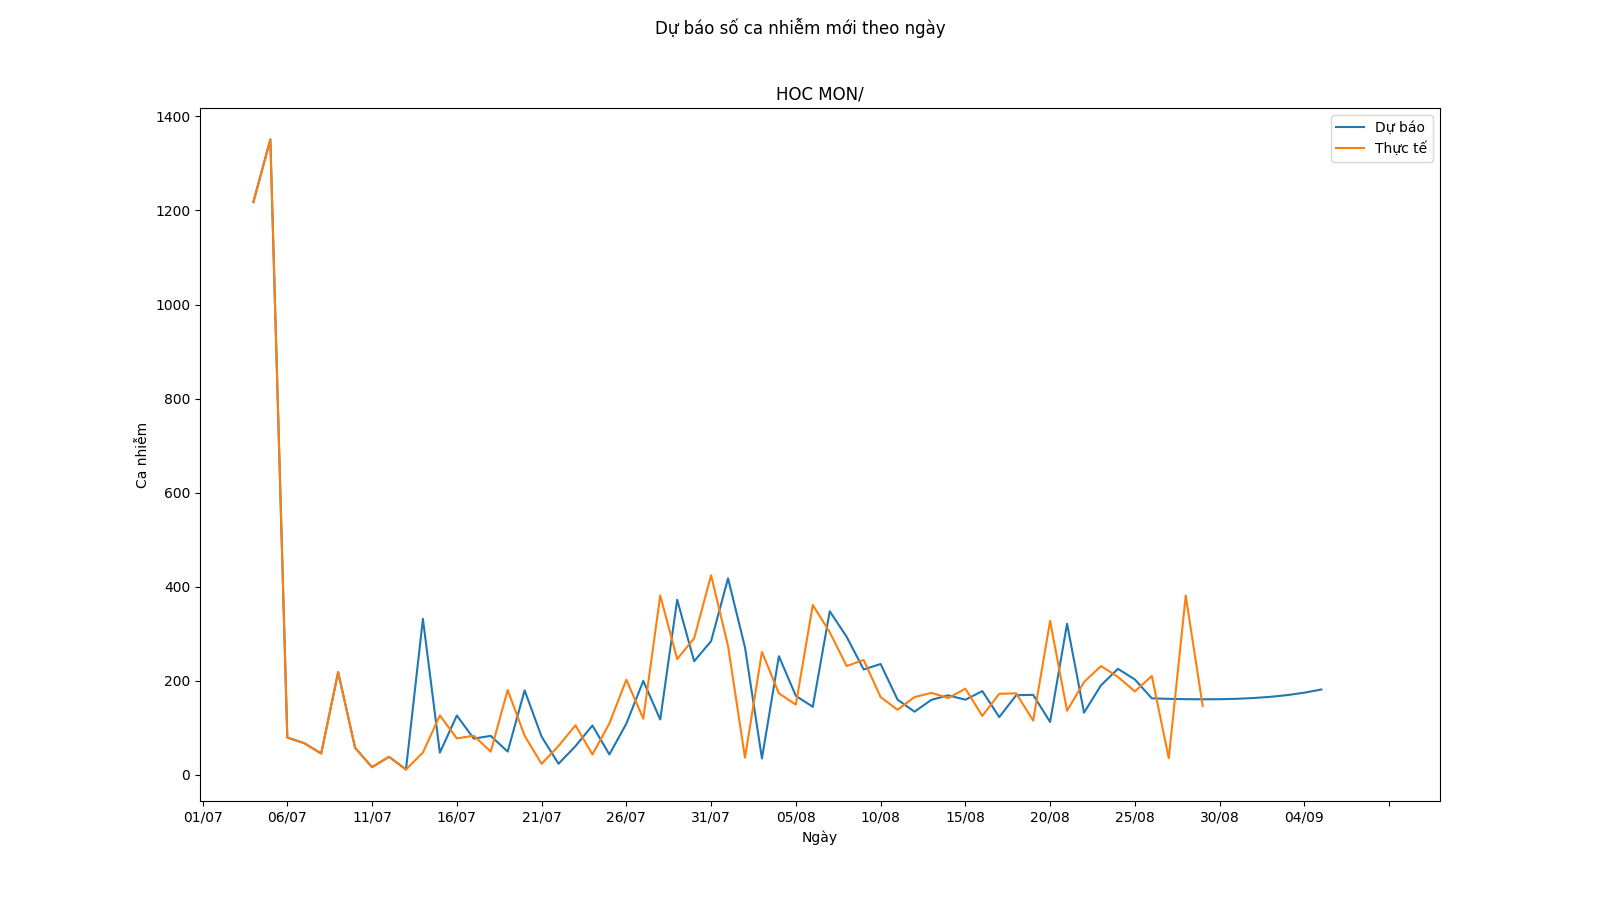 Dự báo số ca nhiễm mới theo ngày
HOC MON/
Dự báo
Thực tế
Ca nhiễm
1400
1200
1000
800
600
400
200
0
01/07 06/07 11/07 16/07 21/07 26/07 31/07 05/08 10/08 15/08 20/08 25/08 30/08 04/09
Ngày